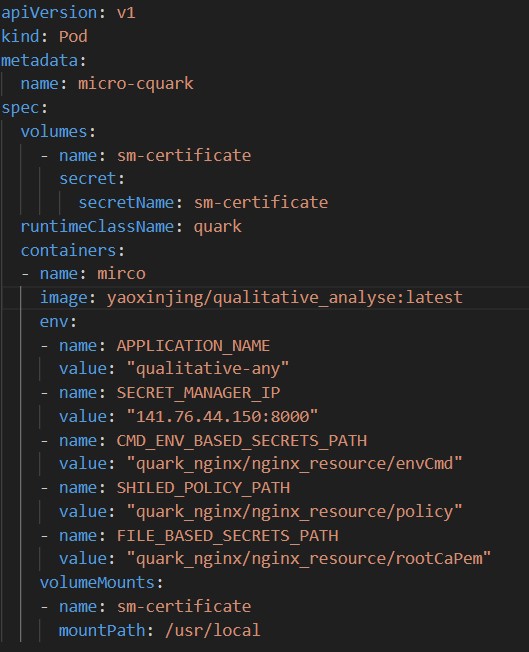 apiVersion: v1
kind: Pod
metadata:
  name: micro-cquark
spec:
  volumes:
    - name: sm-certificate
      secret:
        secretName: sm-certificate
  runtimeClassName: quark
  containers:
  - name: mirco
    image: yaoxinjing/qualitative_analyse:latest
    env:
    - name: APPLICATION_NAME
      value: "qualitative-any"
    - name: SECRET_MANAGER_IP
      value: "141.76.44.150:8000"
    - name: CMD_ENV_BASED_SECRETS_PATH
      value: "quark_nginx/nginx_resource/envCmd"
    - name: SHILED_POLICY_PATH
      value: "quark_nginx/nginx_resource/policy"
    - name: FILE_BASED_SECRETS_PATH
      value: "quark_nginx/nginx_resource/rootCaPem"
    volumeMounts:
    - name: sm-certificate
      mountPath: /usr/local